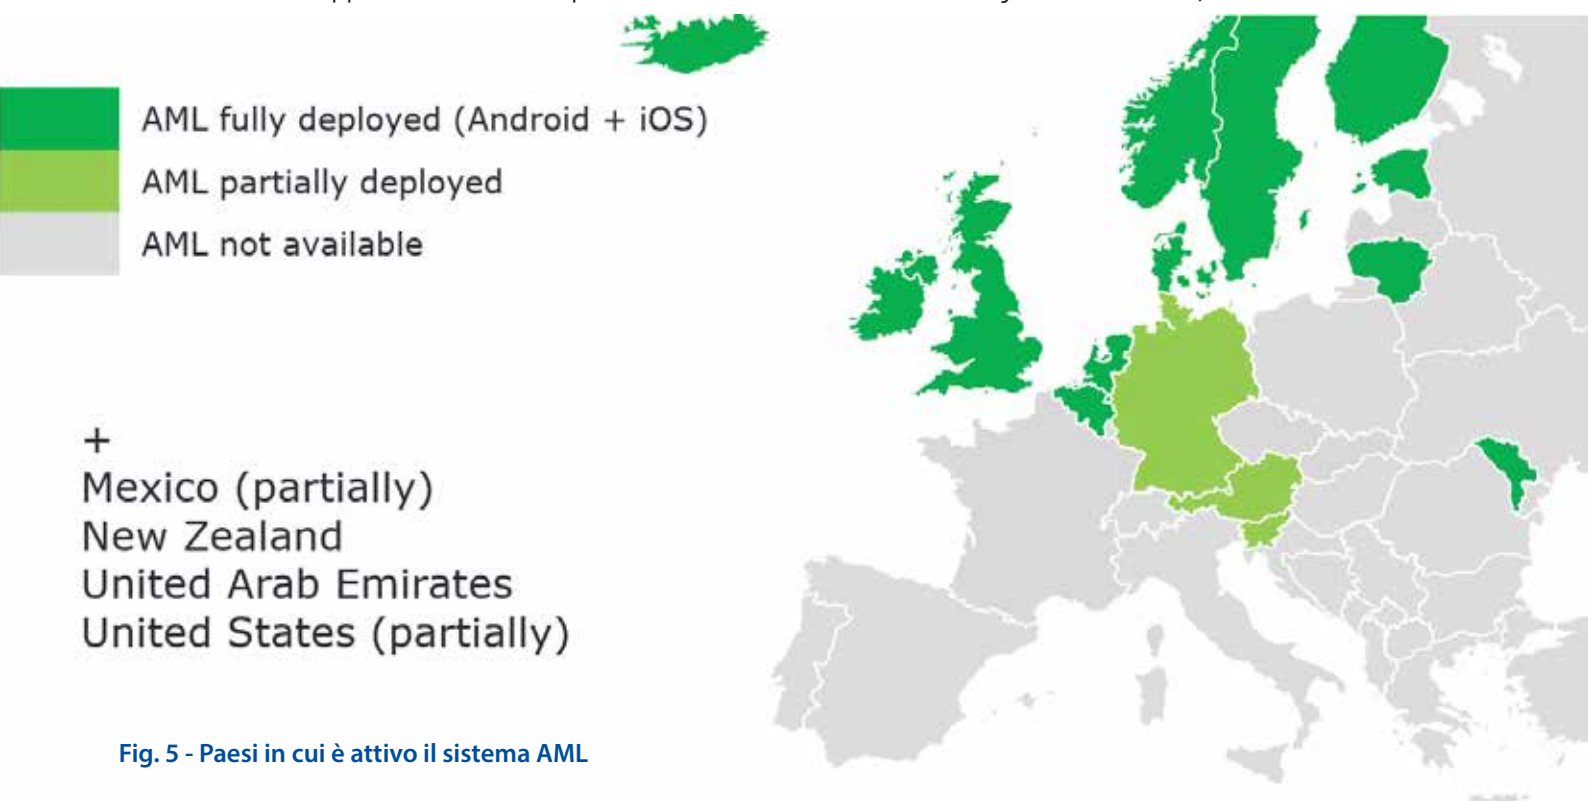 AML fully deployed (Android + iOS)
AML partially deployed
AML not available
+
Mexico (partially)
New Zealand
United Arab Emirates
United States (partially)
Fig. 5 - Paesi in cui è attivo il sistema AML